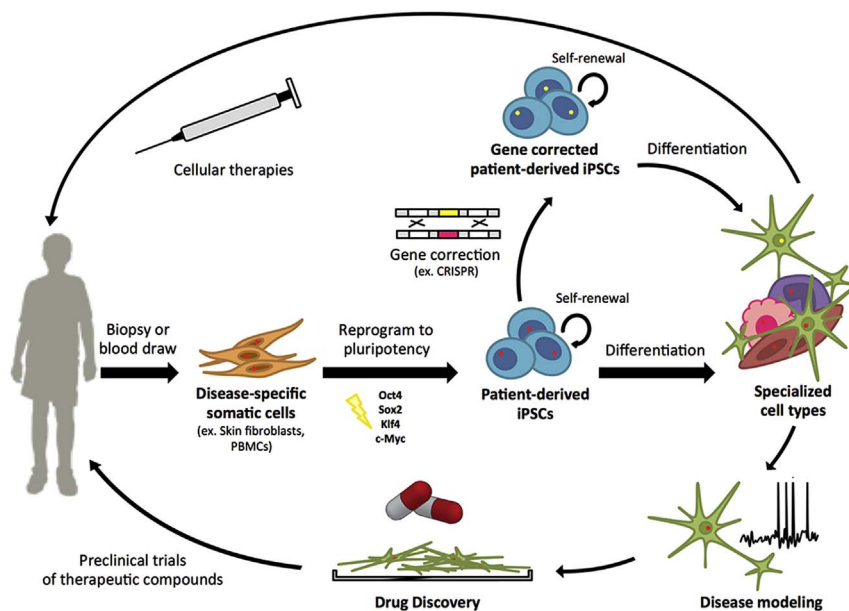 Self-renewal
Cellular therapies
Gene corrected
patient-derived iPSCs
Differentiation
Gene correction
(ex. CRISPR)
Self-renewal
Biopsy or
blood draw
Disease-specific
somatic cells
(ex. Skin fibroblasts,
PBMCs)
Reprogram to
pluripotency
Oct4
Sox2
Klf4
c-Myc
Patient-derived
iPSCs
Differentiation
Specialized
cell types
Preclinical trials
of therapeutic compounds
Drug Discovery
Disease modeling